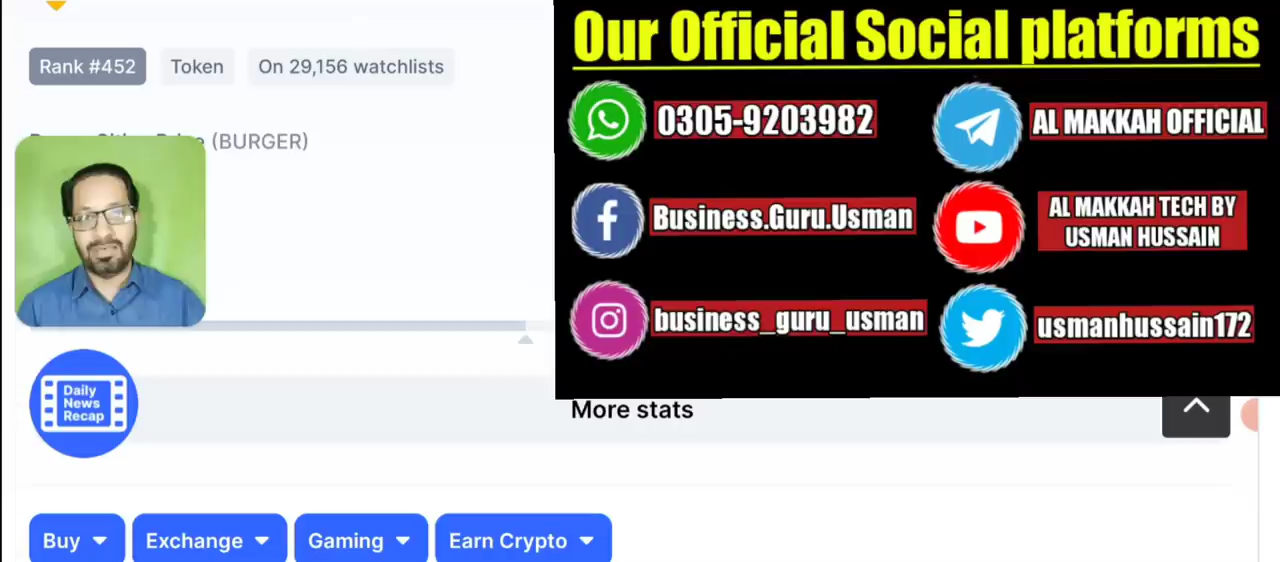 Our Official Social platforms
Rank #452
Token
On 29,156 watchlists
(BURGER)
0305-9203982
AL MAKKAH OFFICIAL
Business.Guru.Usman
AL MAKKAH TECH BY
USMAN HUSSAIN
business_guru_usman
usmanhussain172
Daily
News
Recap
More stats
Buy
Exchange
Gaming
Earn Crypto